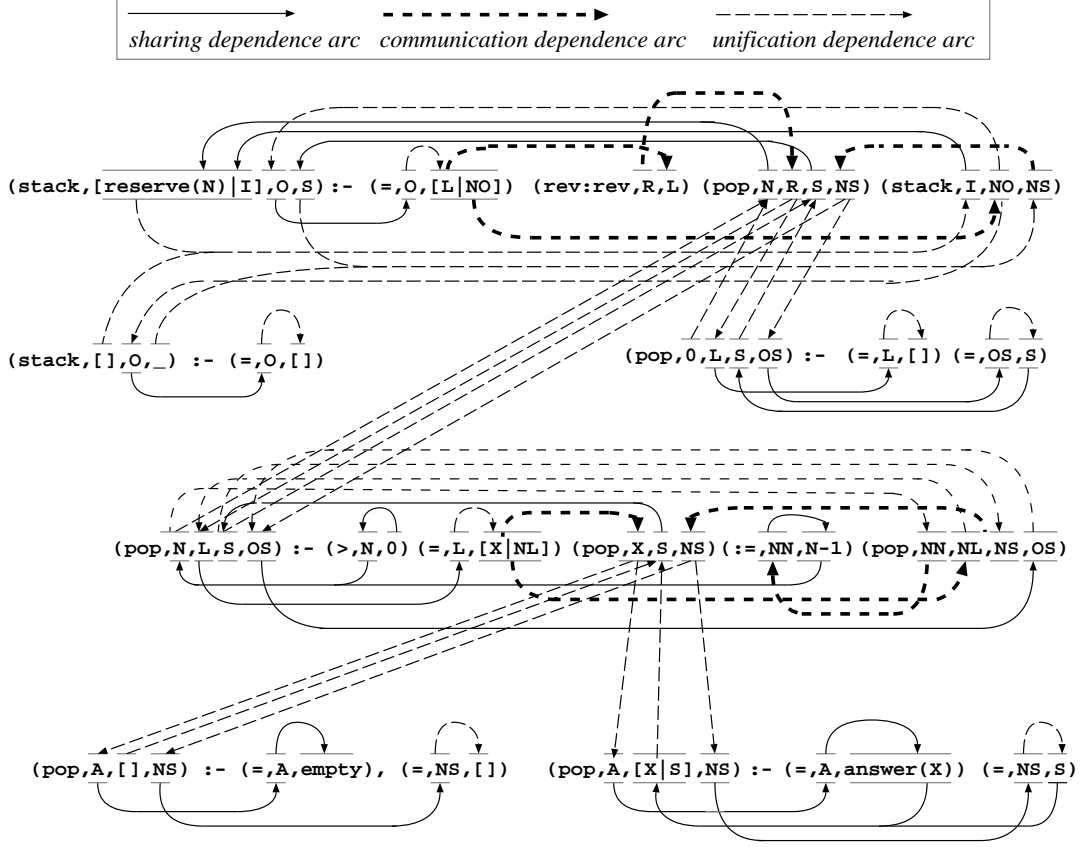 sharing dependence arc communication dependence arc unification dependence arc
(stack,[reserve(N)|I],O,S):- (=,O,[L|NO]) (rev:rev,R,L) (pop,N,R,S,NS)(stack,I,NO,NS)
(stack,[],O,_) :- (=,O,[]) (pop,0,L,S,OS) :- (=,L,[]) (=,OS,S)
(pop,N,L,S,OS) :- (>,N,0) (=,L,[X|NL]) (pop,X,S,NS)(:=,NN,N-1) (pop,NN,NL,NS,OS)
(pop,A,[],NS) :- (=,A,empty), (=,NS,[]) (pop,A,[X|S],NS) :- (=,A,answer(X)) (=,NS,S)